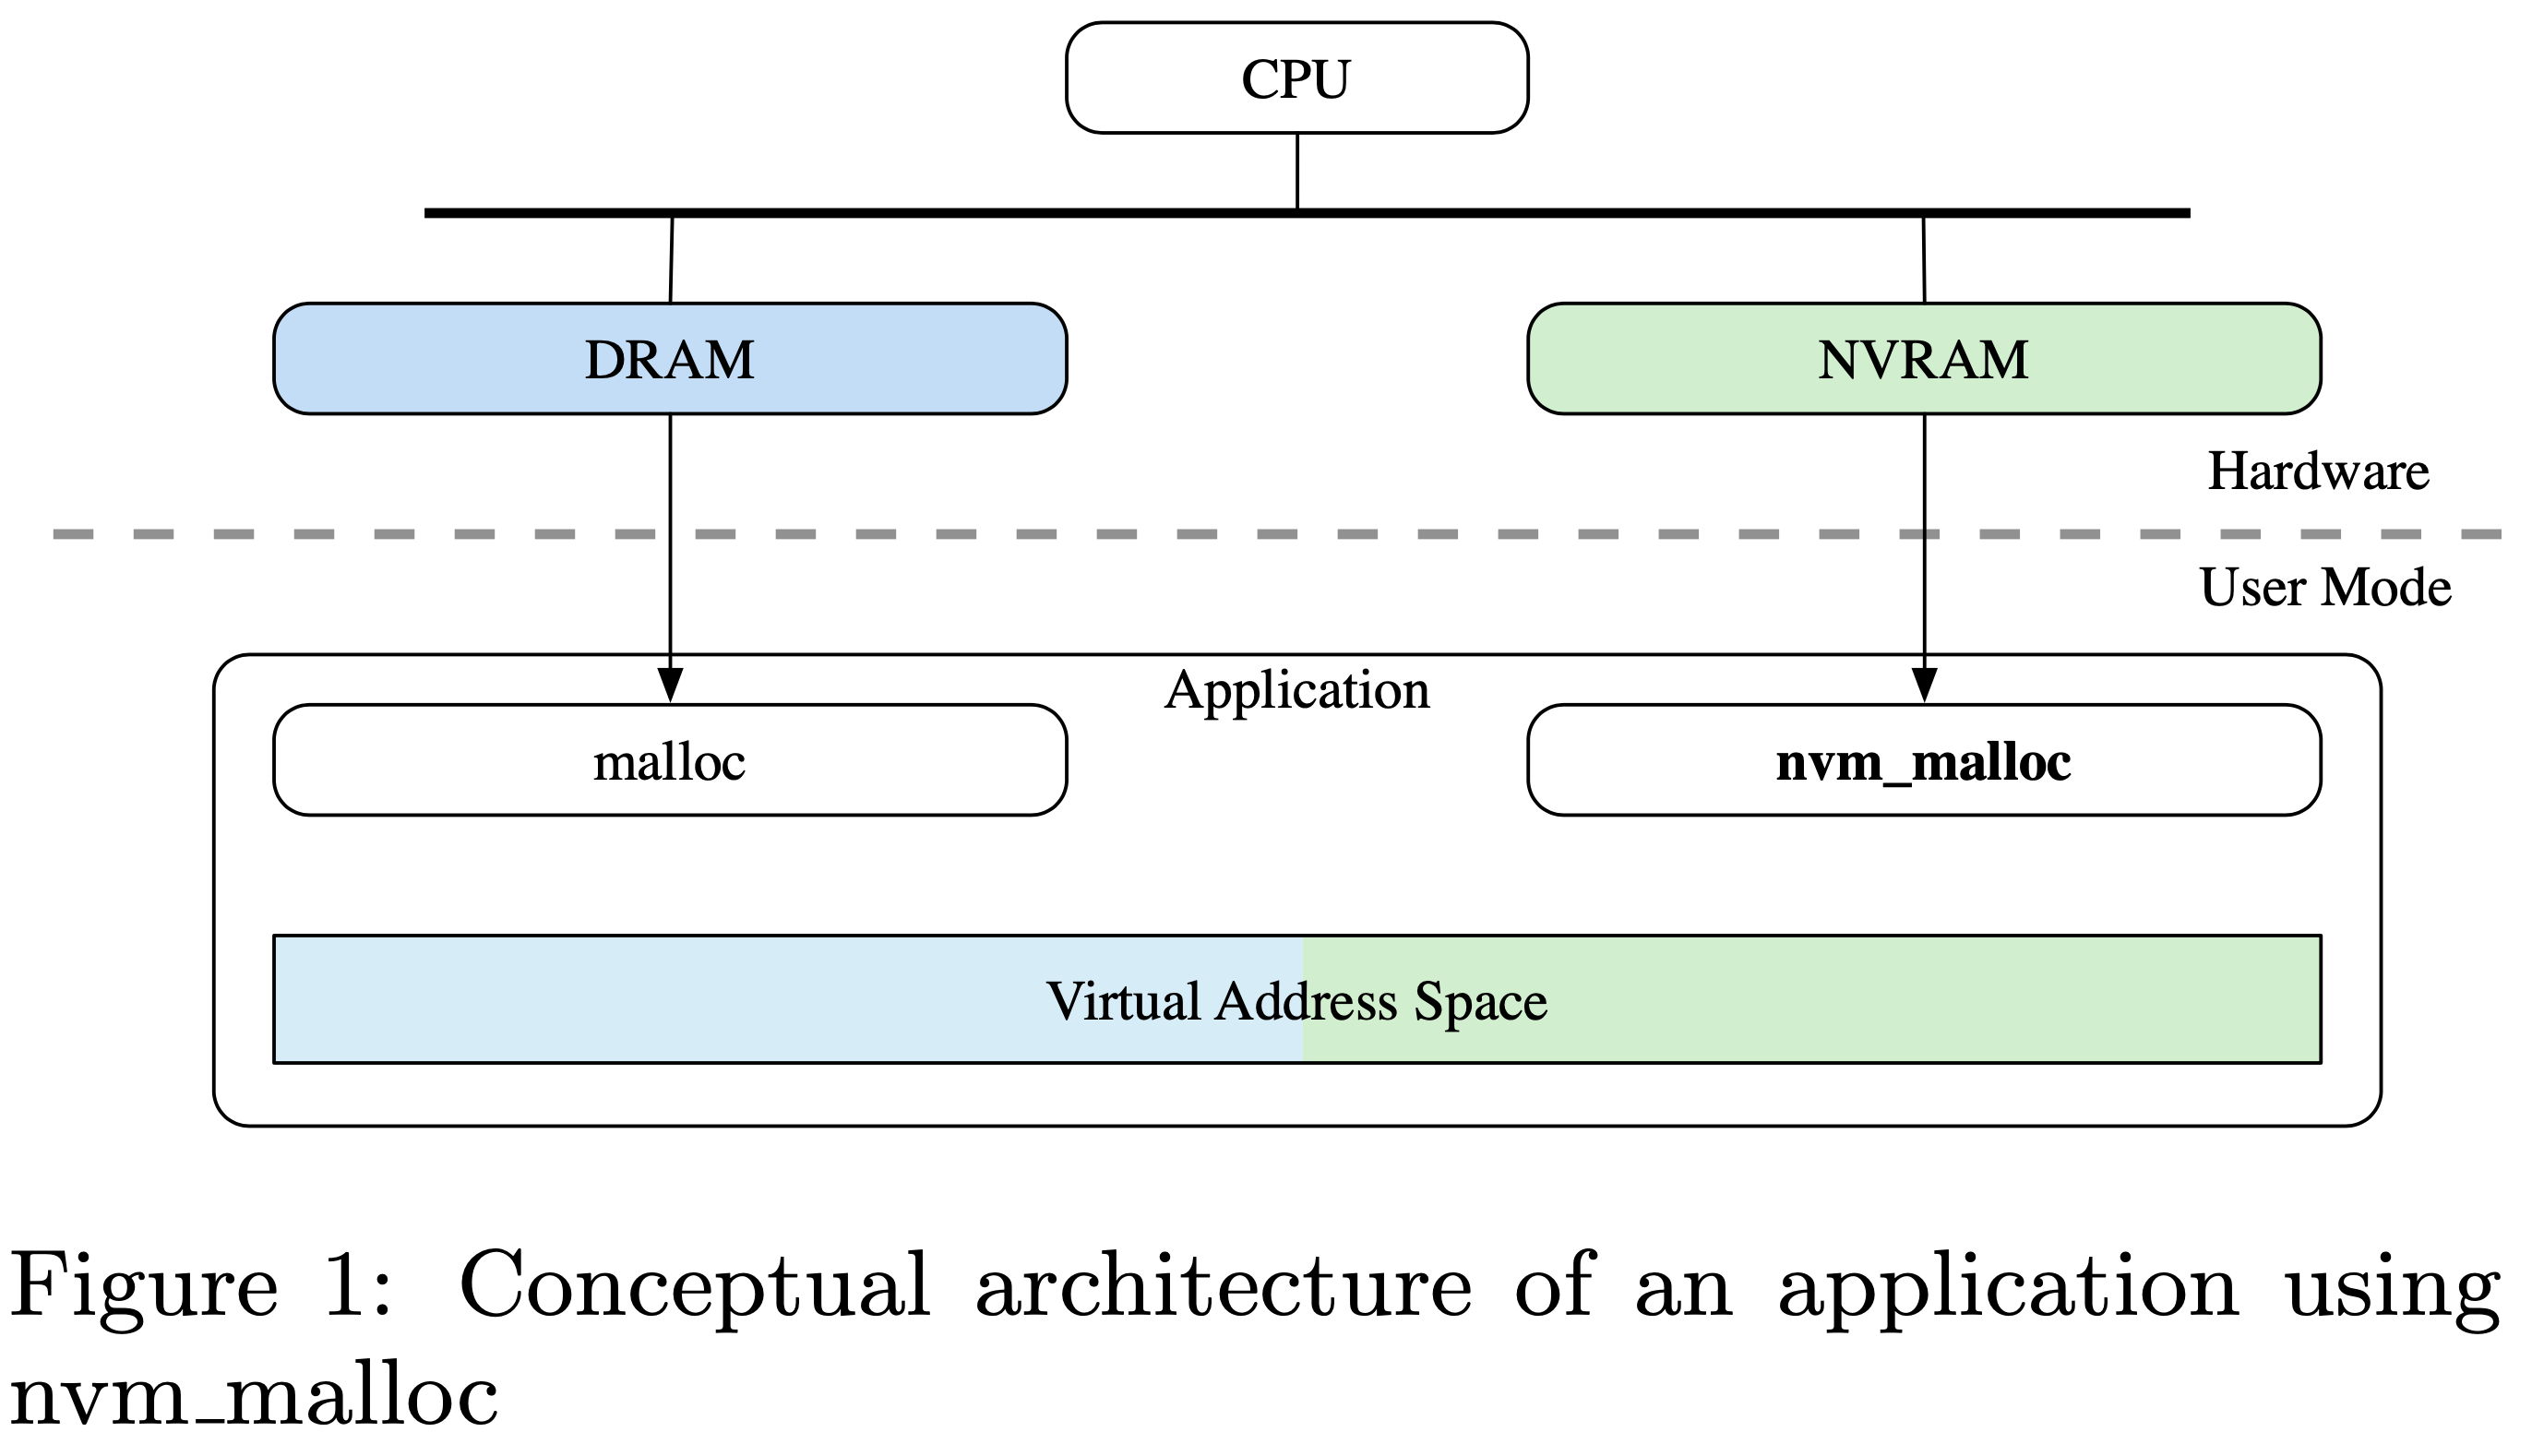 CPU
DRAM
NVRAM
Hardware
User Mode
Application
malloc
nvm_malloc
Virtual Address Space
Figure 1: Conceptual architecture of an application using
nvm_malloc